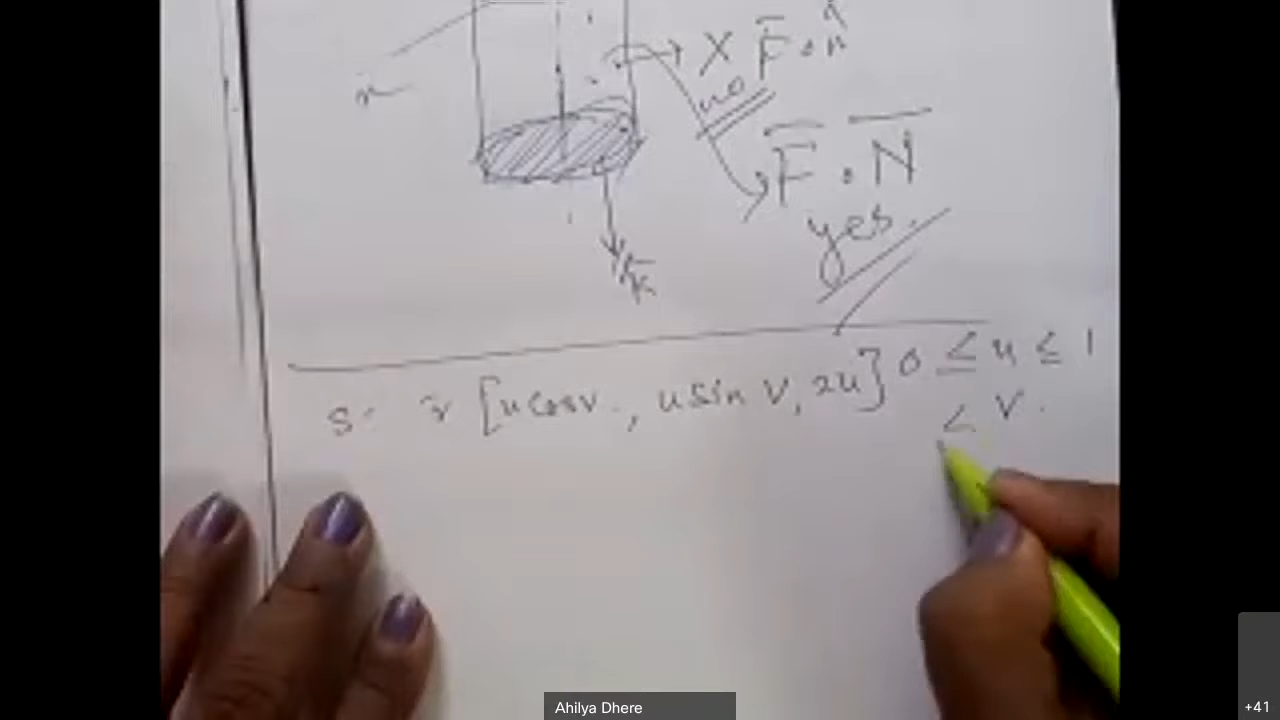 X F̄ · n̂
no
F̄ · N̄
yes.
k̄
S: r̄ [u cos v, u sin v, 2u] 0 ≤ u ≤ 1
≤ v.
Ahilya Dhere
+41